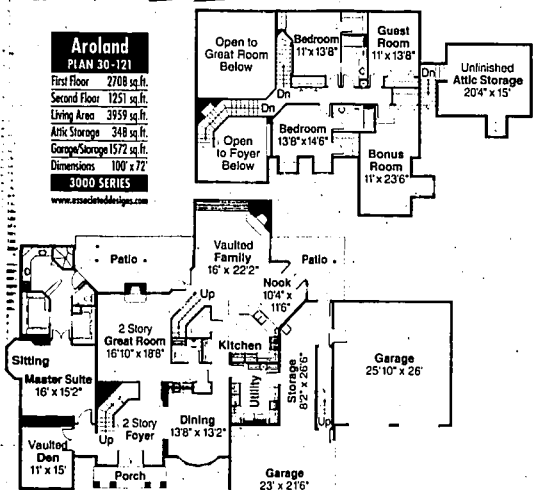 Aroland
PLAN 30-121
First Floor 2708 sq.ft.
Second Floor 1251 sq.ft.
Living Area 3959 sq.ft.
Attic Storage 348 sq.ft.
Garage/Storage 1572 sq.ft.
Dimensions 100' x 72'
3000 SERIES
www.associateddesigns.com
Open to
Great Room
Below
Bedroom
11' x 13'8"
Guest
Room
11' x 13'8"
Dn
Unfinished
Attic Storage
20'4" x 15'
Dn
Dn
Open
to Foyer
Below
Bedroom
13'8" x 14'6"
Bonus
Room
11' x 23'6"
Patio
Vaulted
Family
16' x 22'2"
Patio
Nook
10'4" x
11'6"
Up
2 Story
Great Room
16'10" x 18'8"
Kitchen
Sitting
Master Suite
16' x 15'2"
Utility
Storage
8'2" x 26'6"
Garage
25'10" x 26'
Up
2 Story
Foyer
Up
Dining
13'8" x 13'2"
Vaulted
Den
11' x 15'
Porch
Garage
23' x 21'6"